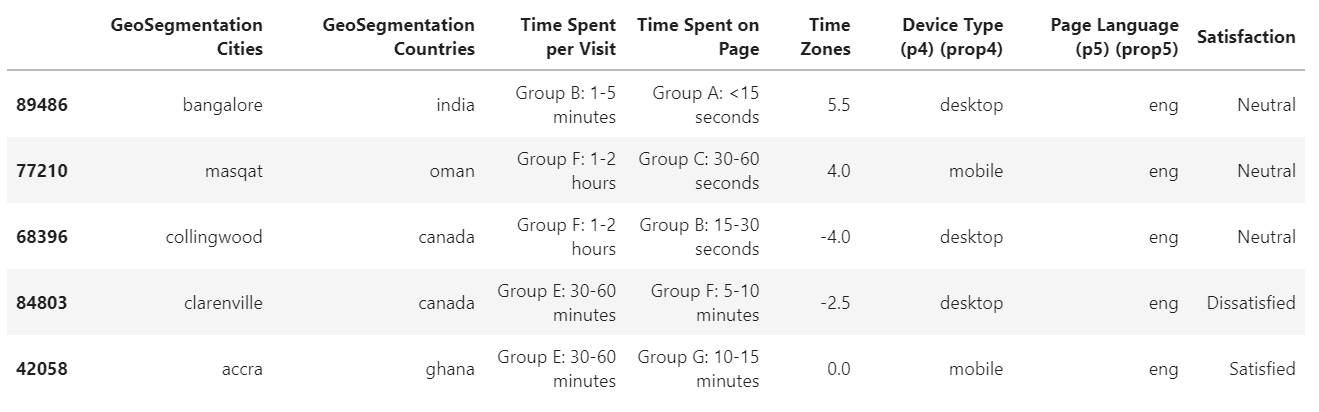 GeoSegmentation Cities GeoSegmentation Countries Time Spent per Visit Time Spent on Page Time Zones Device Type (p4) (prop4) Page Language (p5) (prop5) Satisfaction
89486 bangalore india Group B: 1-5 minutes Group A: <15 seconds 5.5 desktop eng Neutral
77210 masqat oman Group F: 1-2 hours Group C: 30-60 seconds 4.0 mobile eng Neutral
68396 collingwood canada Group F: 1-2 hours Group B: 15-30 seconds -4.0 desktop eng Neutral
84803 clarenville canada Group E: 30-60 minutes Group F: 5-10 minutes -2.5 desktop eng Dissatisfied
42058 accra ghana Group E: 30-60 minutes Group G: 10-15 minutes 0.0 mobile eng Satisfied